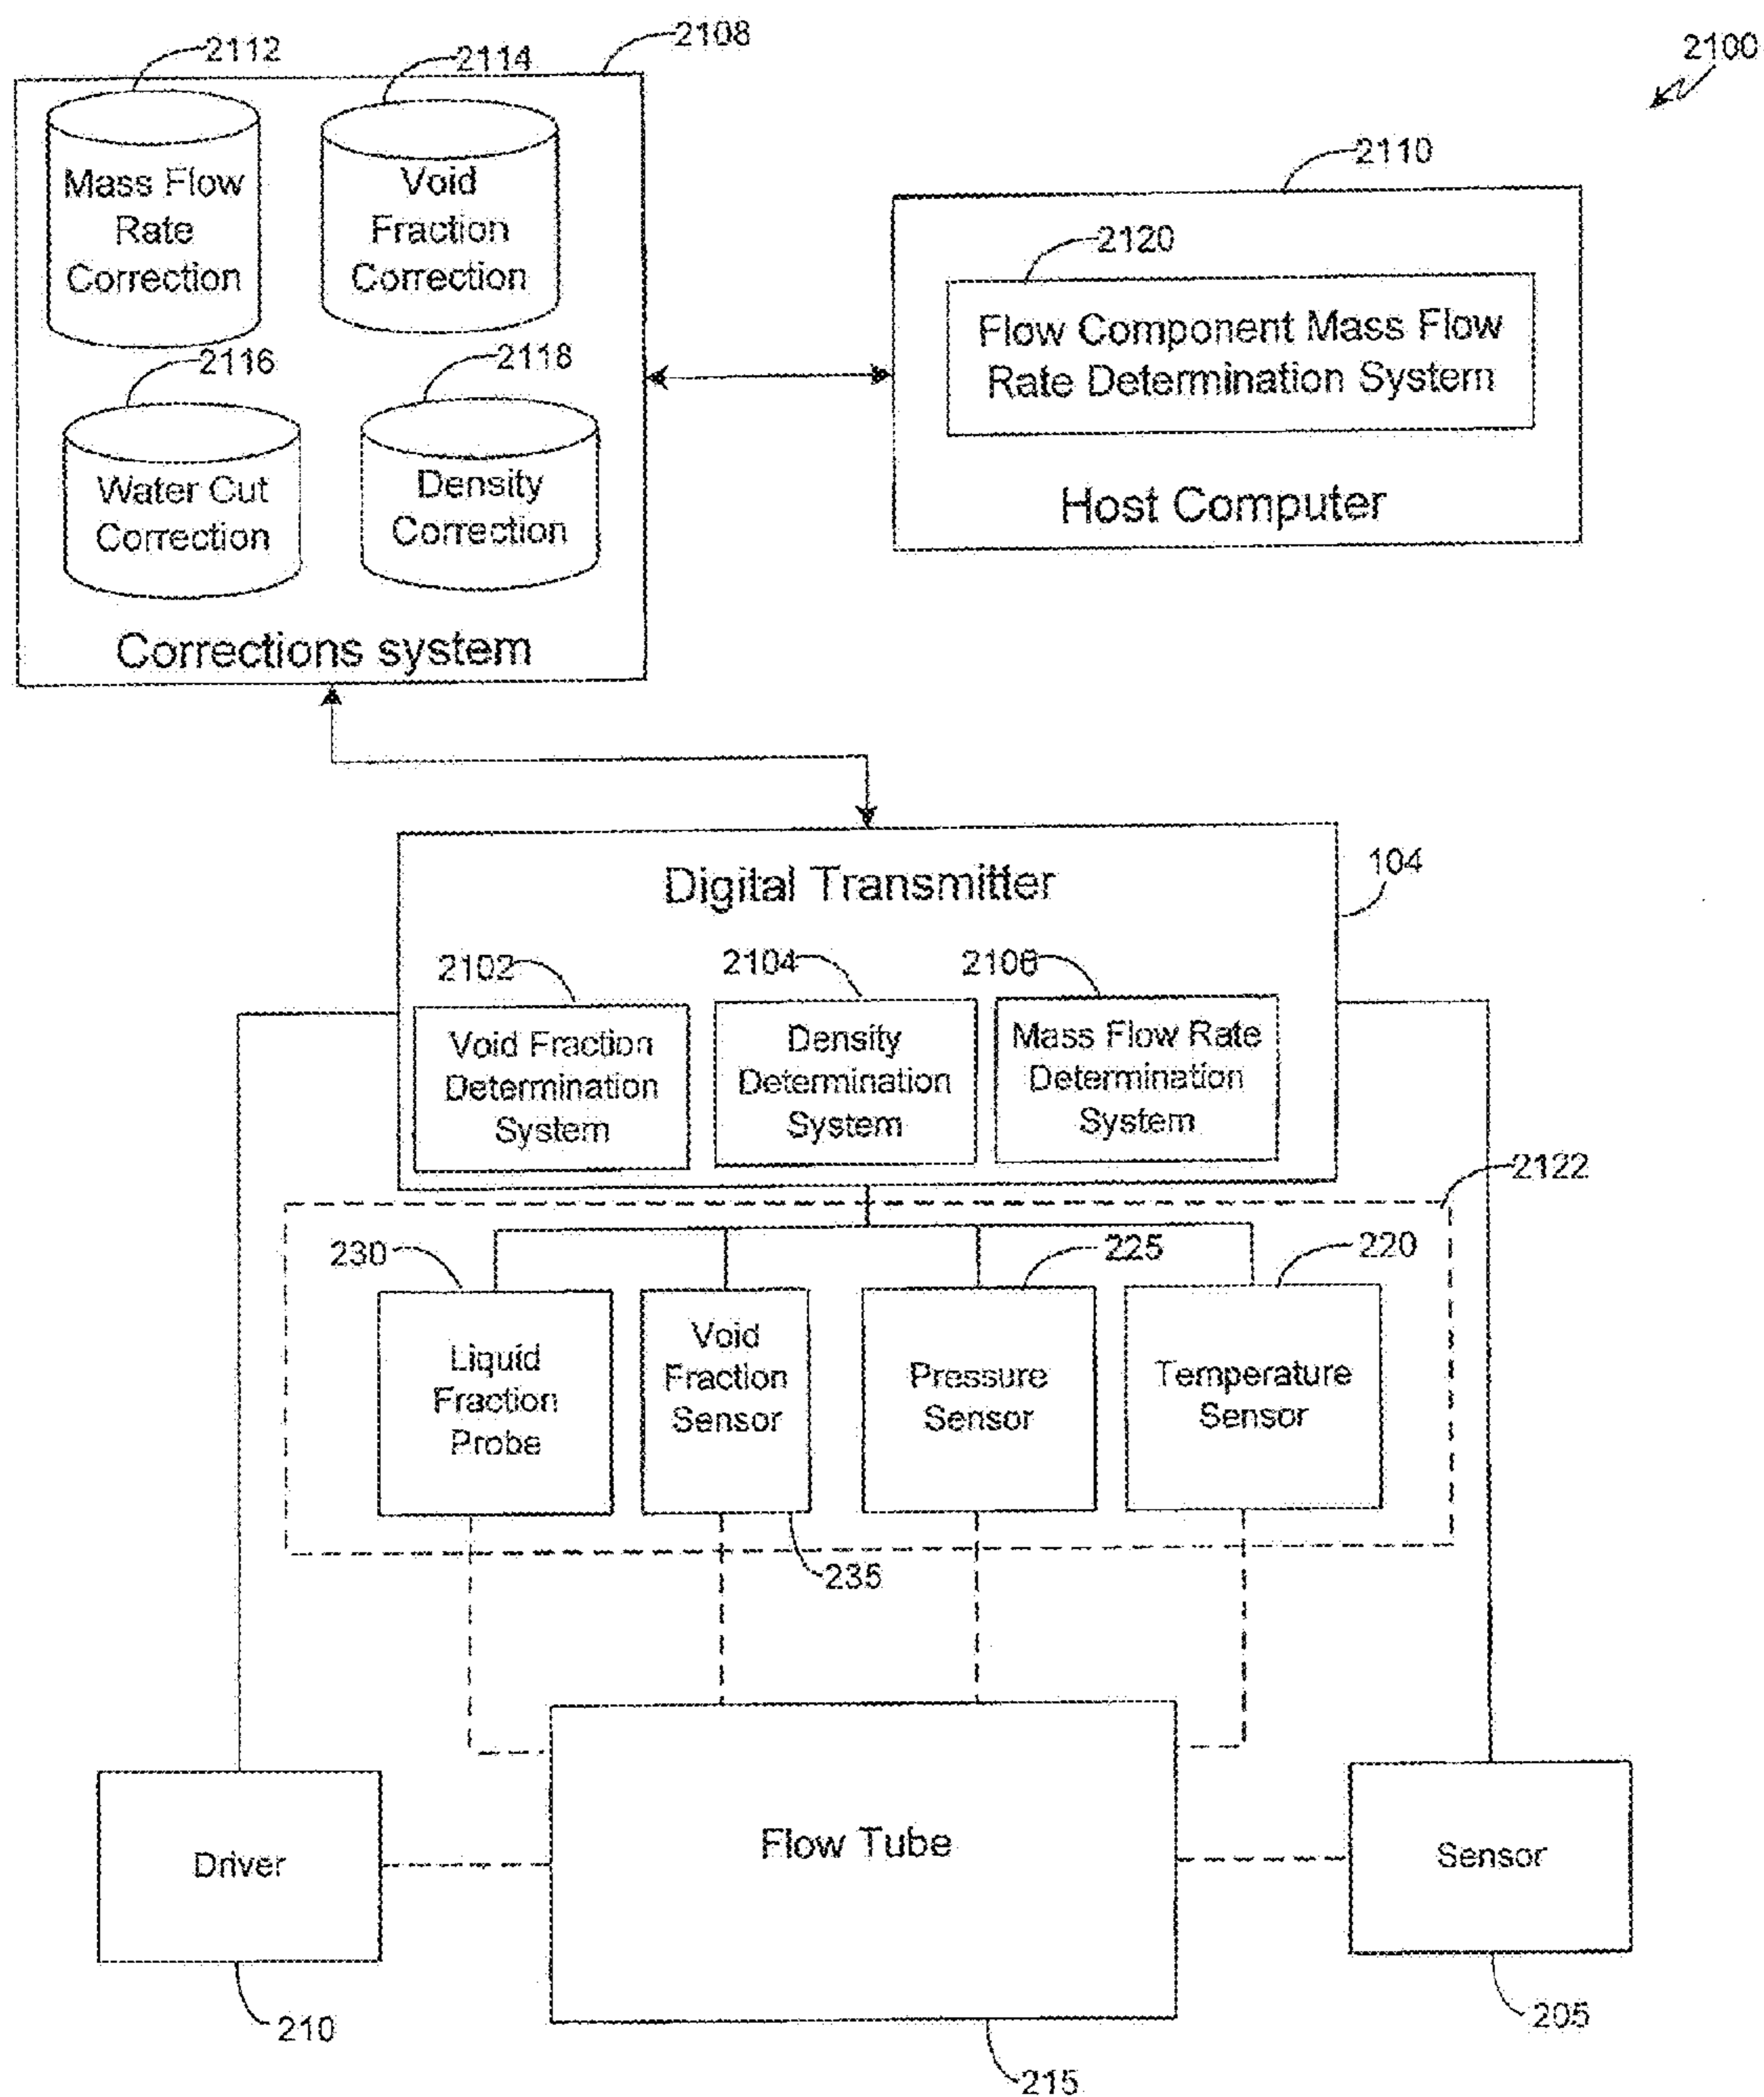 2112
2114
2108
2100
Mass Flow
Rate
Correction
Void
Fraction
Correction
2110
2120
Flow Component Mass Flow
Rate Determination System
Host Computer
2116
2118
Water Cut
Correction
Density
Correction
Corrections system
Digital Transmitter
104
2102
2104
2106
Void Fraction
Determination
System
Density
Determination
System
Mass Flow Rate
Determination
System
2122
230
225
220
Liquid
Fraction
Probe
Void
Fraction
Sensor
Pressure
Sensor
Temperature
Sensor
235
Driver
Flow Tube
Sensor
210
215
205